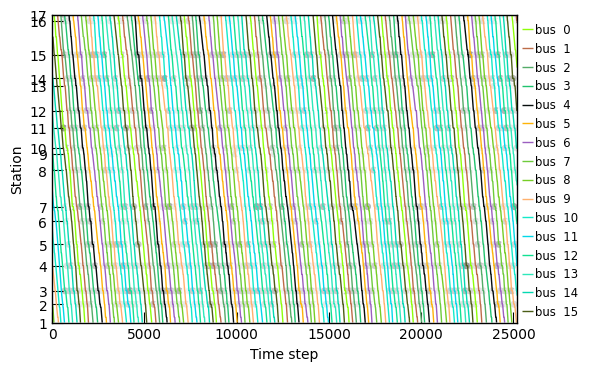 17
16
15
14
13
12
11
10
9
8
7
6
5
4
3
2
1
Station
0 5000 10000 15000 20000 25000
Time step
bus 0
bus 1
bus 2
bus 3
bus 4
bus 5
bus 6
bus 7
bus 8
bus 9
bus 10
bus 11
bus 12
bus 13
bus 14
bus 15